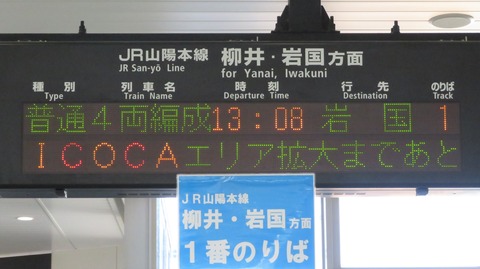 JR山陽本線 柳井・岩国方面
JR San-yō Line for Yanai, Iwakuni
種別 列車名 時刻 行先 のりば
Type Train Name Departure Time Destination Track
普通4両編成 13:08 岩国 1
ICOCAエリア拡大まであと
JR山陽本線
柳井・岩国方面
1番のりば